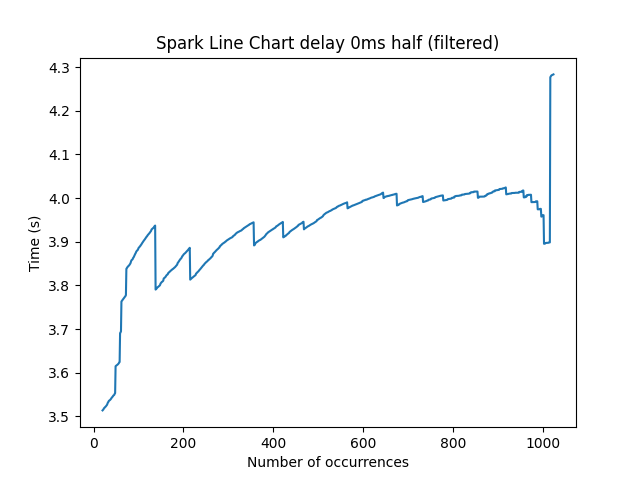 Spark Line Chart delay 0ms half (filtered)
4.3
4.2
4.1
4.0
3.9
3.8
3.7
3.6
3.5
Time (s)
0 200 400 600 800 1000
Number of occurrences